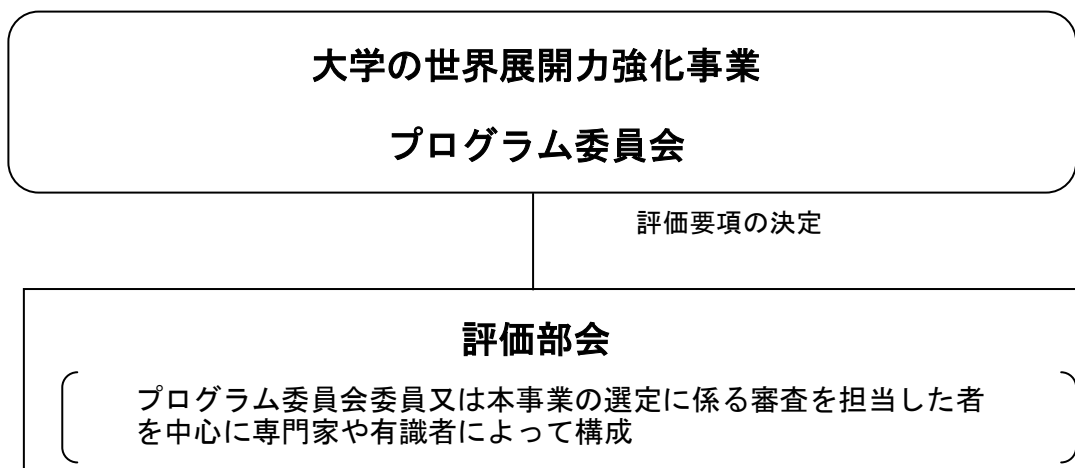 大学の世界展開力強化事業
プログラム委員会
評価要項の決定
評価部会
プログラム委員会委員又は本事業の選定に係る審査を担当した者
を中心に専門家や有識者によって構成